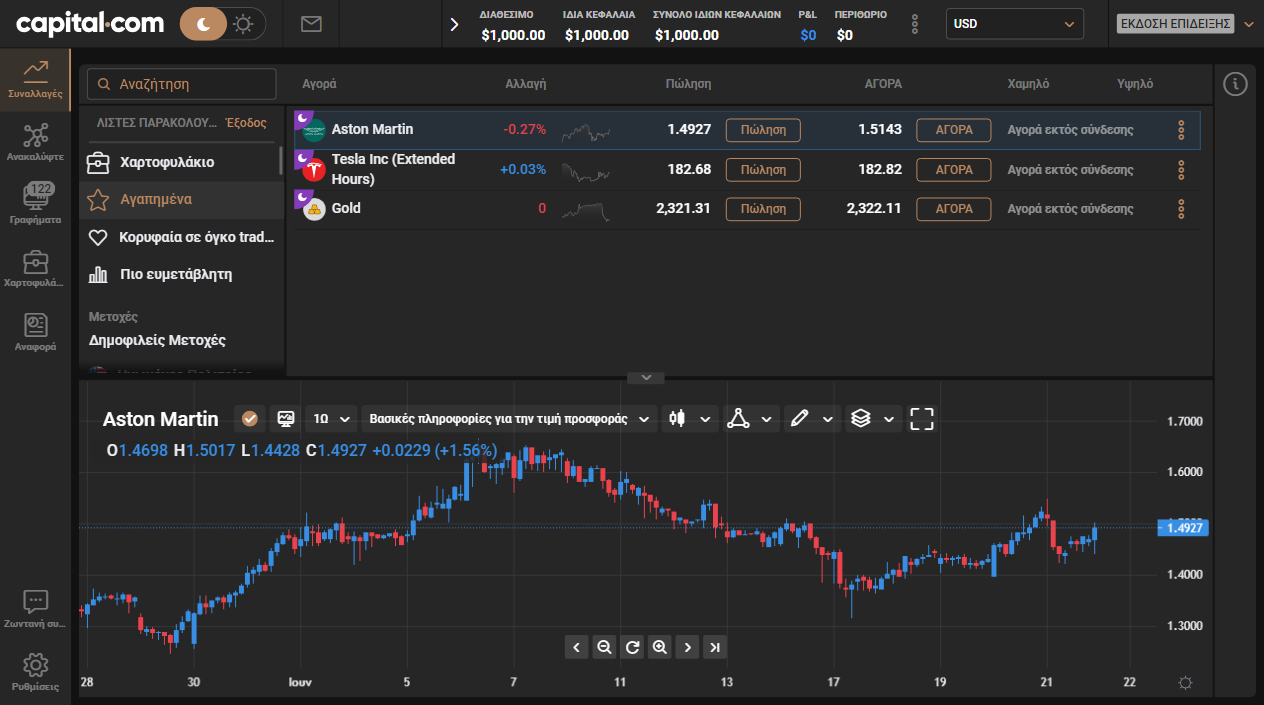 capital.com
ΔΙΑΘΕΣΙΜΟ
$1,000.00
ΙΔΙΑ ΚΕΦΑΛΑΙΑ
$1,000.00
ΣΥΝΟΛΟ ΙΔΙΩΝ ΚΕΦΑΛΑΙΩΝ
$1,000.00
P&L
$0
ΠΕΡΙΘΩΡΙΟ
$0
USD
ΕΚΔΟΣΗ ΕΠΙΔΕΙΞΗΣ
Συναλλαγές
Ανακαλύψτε
122
Γραφήματα
Χαρτοφυλά...
Αναφορά
Ζωντανή συ...
Ρυθμίσεις
Αναζήτηση
ΛΙΣΤΕΣ ΠΑΡΑΚΟΛΟΥ... Έξοδος
Χαρτοφυλάκιο
Αγαπημένα
Κορυφαία σε όγκο trad...
Πιο ευμετάβλητη
Μετοχές
Δημοφιλείς Μετοχές
Αγορά Αλλαγή Πώληση ΑΓΟΡΑ Χαμηλό Υψηλό
Aston Martin -0.27% 1.4927 Πώληση 1.5143 ΑΓΟΡΑ Αγορά εκτός σύνδεσης
Tesla Inc (Extended
Hours) +0.03% 182.68 Πώληση 182.82 ΑΓΟΡΑ Αγορά εκτός σύνδεσης
Gold 0 2,321.31 Πώληση 2,322.11 ΑΓΟΡΑ Αγορά εκτός σύνδεσης
Aston Martin 1Ω Βασικές πληροφορίες για την τιμή προσφοράς
O1.4698 H1.5017 L1.4428 C1.4927 +0.0229 (+1.56%)
1.7000
1.6000
1.4927
1.4000
1.3000
28 30 Ιουν 5 7 11 13 17 19 21 22